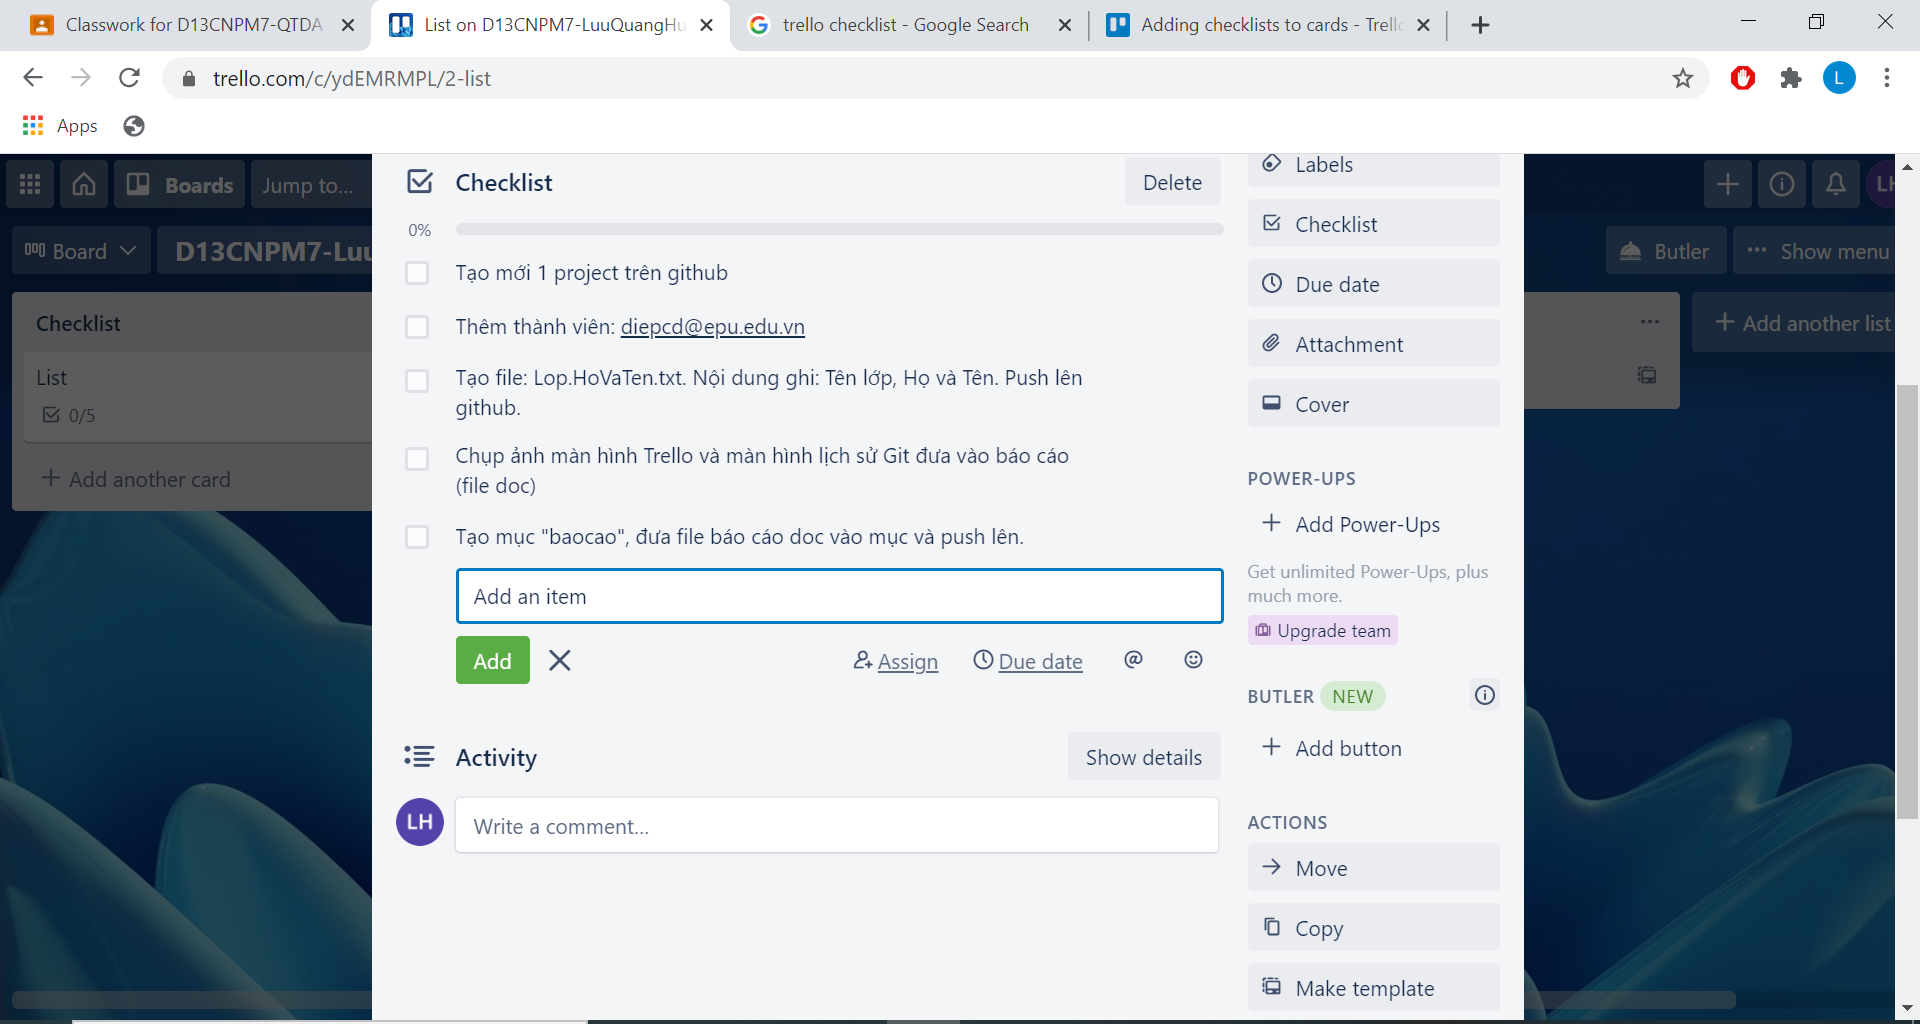 Classwork for D13CNPM7-QTDA
List on D13CNPM7-LuuQuangHu
trello checklist - Google Search
Adding checklists to cards - Trello
trello.com/c/ydEMRMPL/2-list
L
Apps
Boards
Jump to...
LH
Board
D13CNPM7-Luu
Butler
Show menu
Checklist
List
0/5
Add another card
Add another list
Checklist
Delete
0%
Tạo mới 1 project trên github
Thêm thành viên: diepcd@epu.edu.vn
Tạo file: Lop.HoVaTen.txt. Nội dung ghi: Tên lớp, Họ và Tên. Push lên
github.
Chụp ảnh màn hình Trello và màn hình lịch sử Git đưa vào báo cáo
(file doc)
Tạo mục "baocao", đưa file báo cáo doc vào mục và push lên.
Add an item
Add
Assign
Due date
Activity
Show details
LH
Write a comment...
Labels
Checklist
Due date
Attachment
Cover
POWER-UPS
Add Power-Ups
Get unlimited Power-Ups, plus
much more.
Upgrade team
BUTLER NEW
Add button
ACTIONS
Move
Copy
Make template